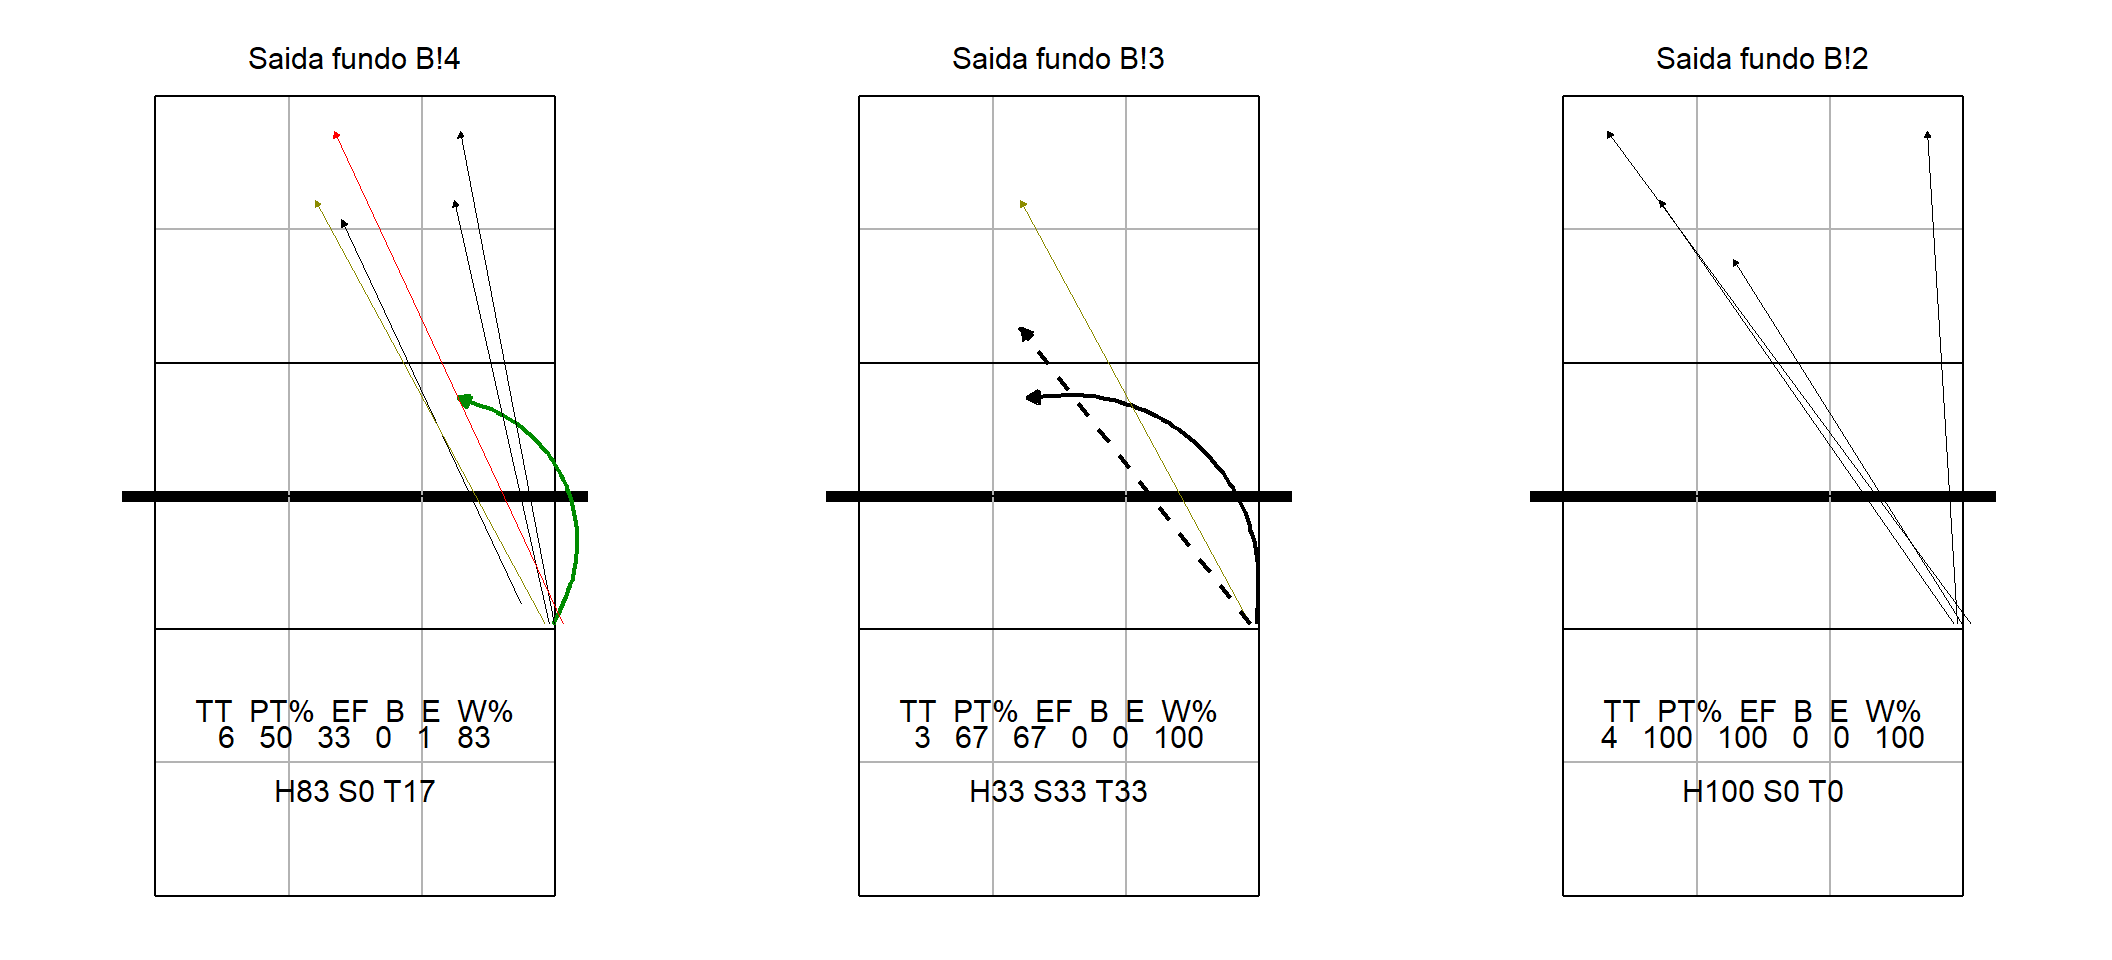 Saida fundo B!4
TT PT% EF B E W%
6 50 33 0 1 83
H83 S0 T17
Saida fundo B!3
TT PT% EF B E W%
3 67 67 0 0 100
H33 S33 T33
Saida fundo B!2
TT PT% EF B E W%
4 100 100 0 0 100
H100 S0 T0